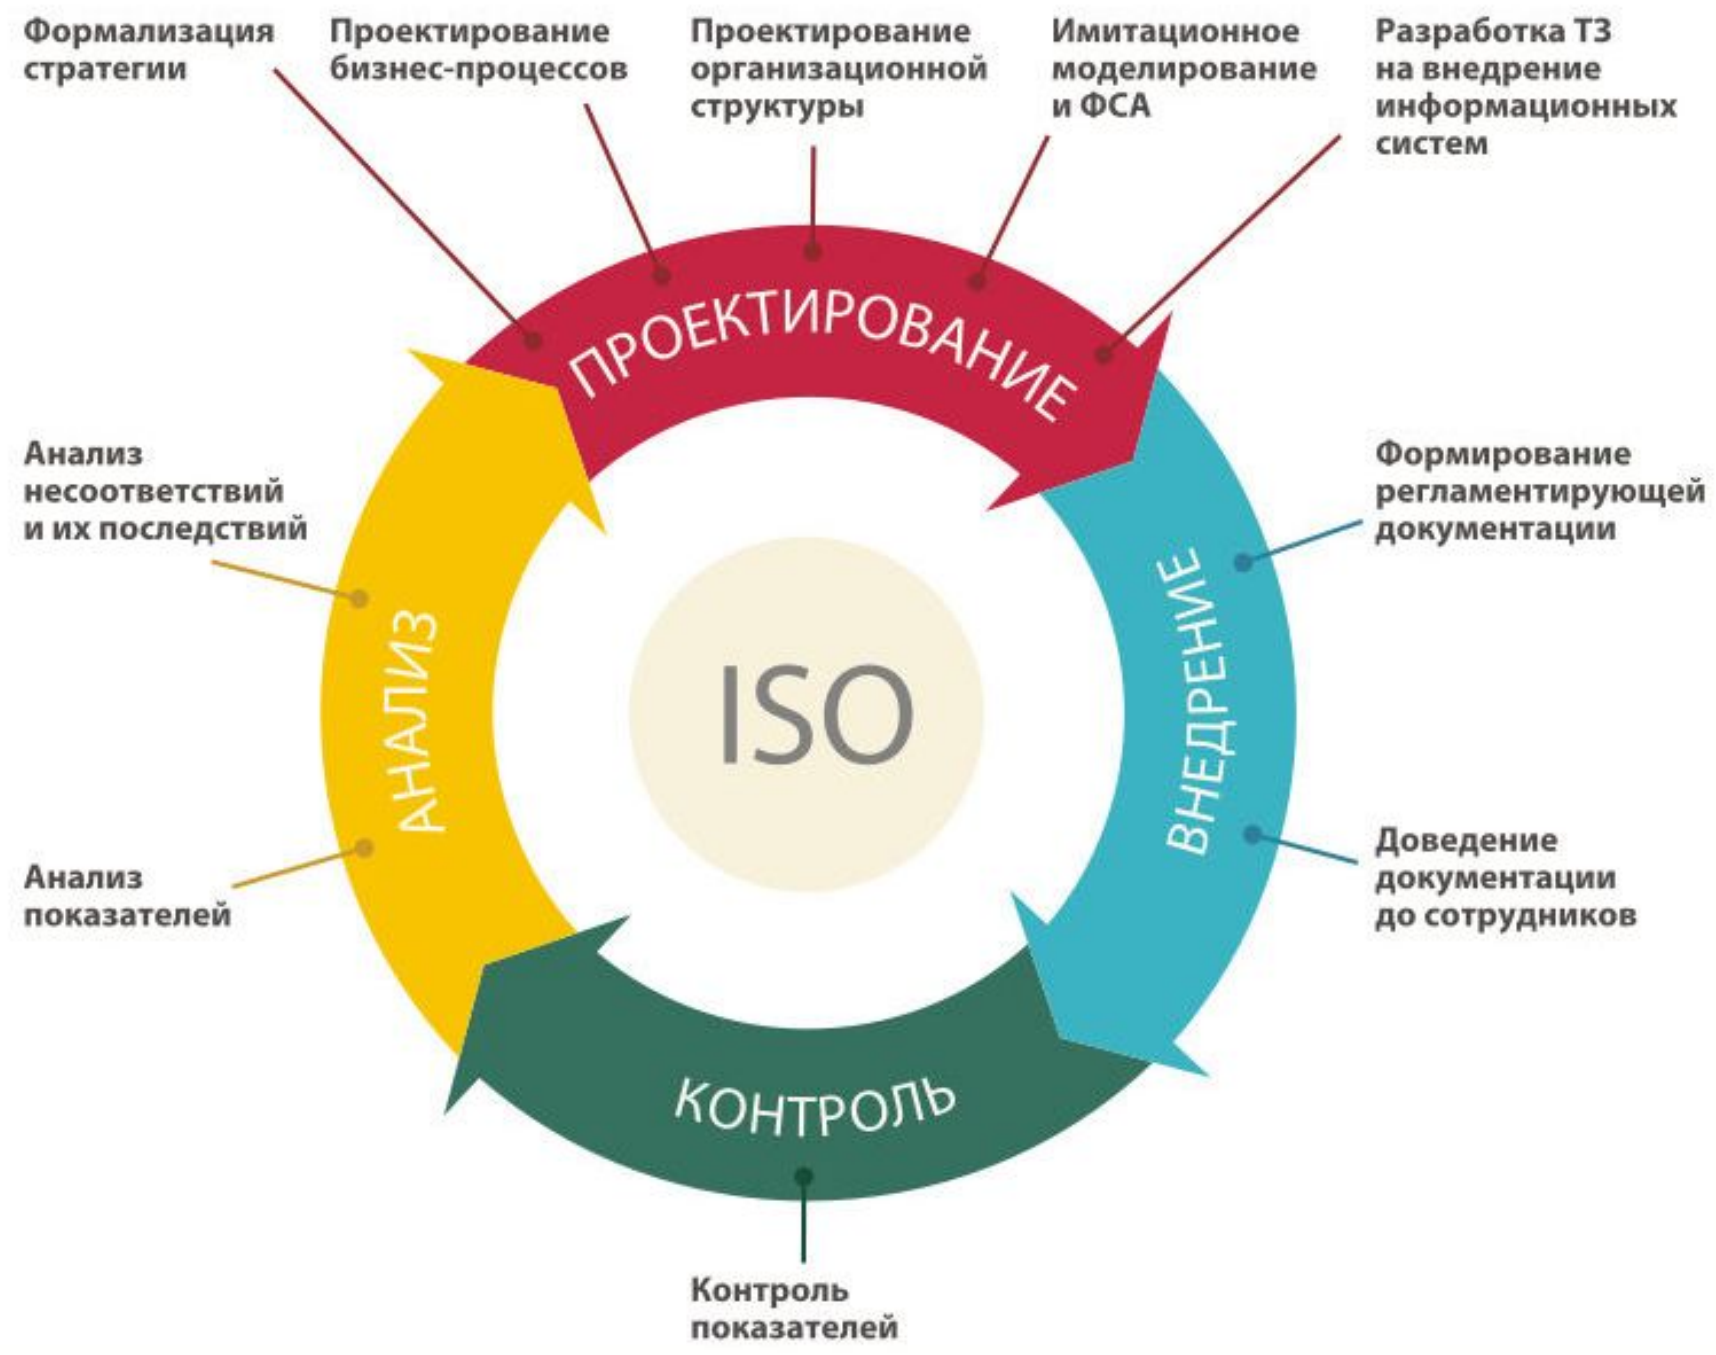 Формализация
стратегии
Проектирование
бизнес-процессов
Проектирование
организационной
структуры
Имитационное
моделирование
и ФСА
Разработка ТЗ
на внедрение
информационных
систем
ПРОЕКТИРОВАНИЕ
Анализ
несоответствий
и их последствий
Формирование
регламентирующей
документации
АНАЛИЗ
ISO
ВНЕДРЕНИЕ
Анализ
показателей
Доведение
документации
до сотрудников
КОНТРОЛЬ
Контроль
показателей